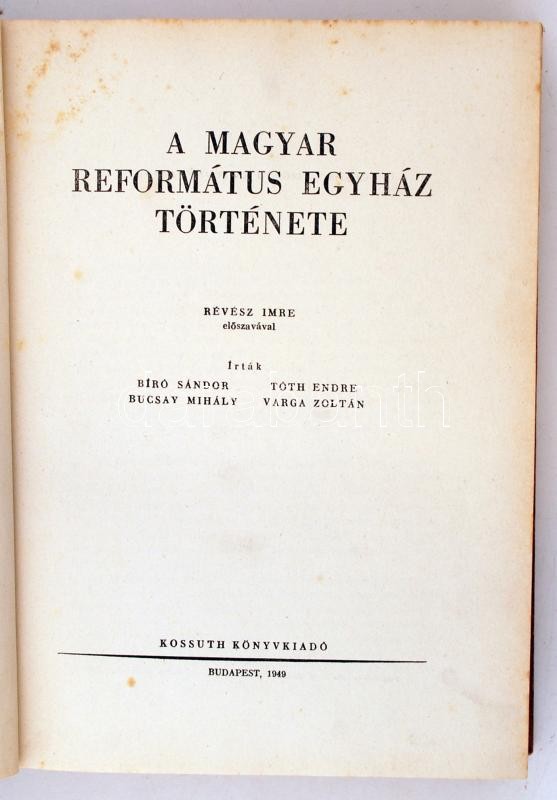 A MAGYAR
REFORMÁTUS EGYHÁZ
TÖRTÉNETE
RÉVÉSZ IMRE
előszavával
Írták
BÍRÓ SÁNDOR TÓTH ENDRE
BUCSAY MIHÁLY VARGA ZOLTÁN
darabanth
KOSSUTH KÖNYVKIADÓ
BUDAPEST, 1949